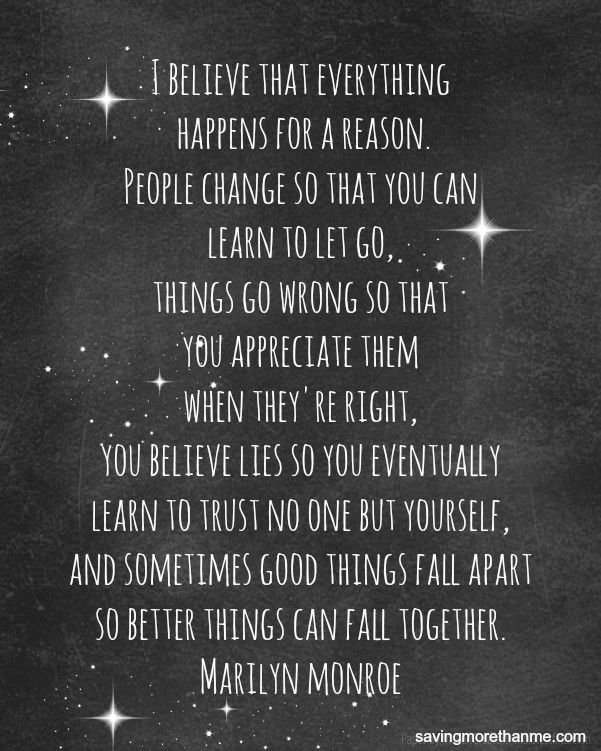 I believe that everything
happens for a reason.
People change so that you can
learn to let go,
things go wrong so that
you appreciate them
when they're right,
you believe lies so you eventually
learn to trust no one but yourself,
and sometimes good things fall apart
so better things can fall together.
Marilyn monroe
savingmorethanme.com